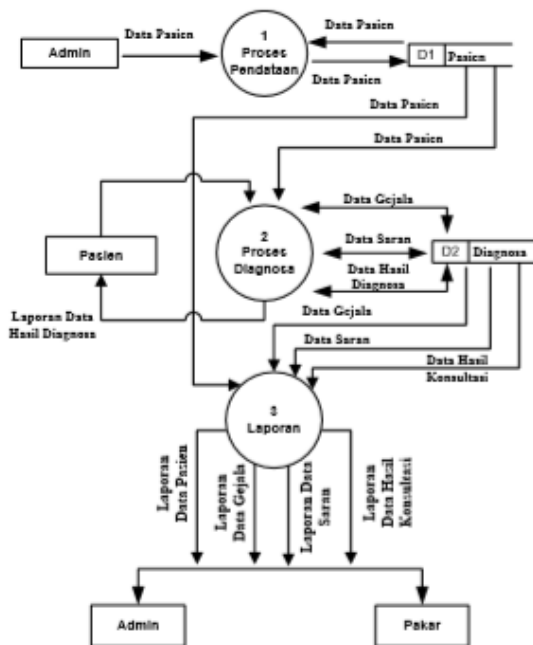 Data Pasien
Data Pasien
1
Proses
Pendataan
Admin
D1
Pasien
Data Pasien
Data Pasien
Data Pasien
Data Gejala
2
Proses
Diagnosa
Data Saran
D2
Diagnosa
Pasien
Data Hasil
Diagnosa
Laporan Data
Hasil Diagnosa
Data Gejala
Data Saran
Data Hasil
Konsultasi
3
Laporan
Laporan
Data Pasien
Laporan
Data Gejala
Laporan Data
Saran
Laporan
Data Hasil
Konsultasi
Admin
Pakar